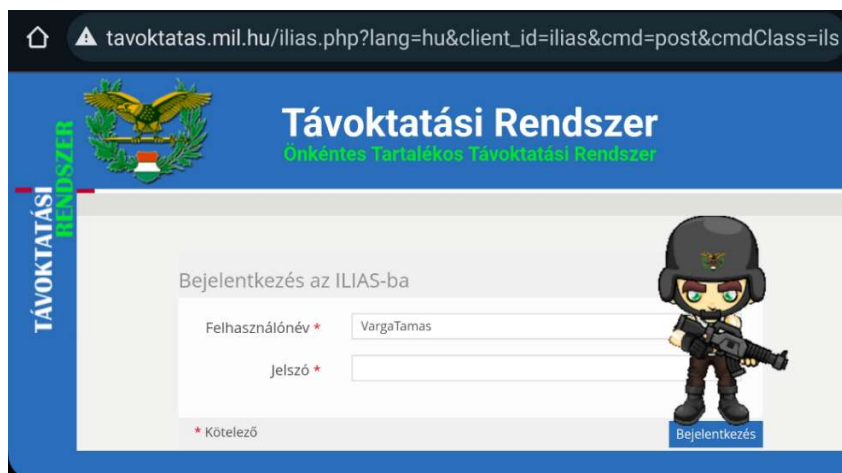 tavoktatas.mil.hu/ilias.php?lang=hu&client_id=ilias&cmd=post&cmdClass=ils
TÁVOKTATÁSI
RENDSZER
Távoktatási Rendszer
Önkéntes Tartalékos Távoktatási Rendszer
Bejelentkezés az ILIAS-ba
Felhasználónév *
VargaTamas
Jelszó *
* Kötelező
Bejelentkezés